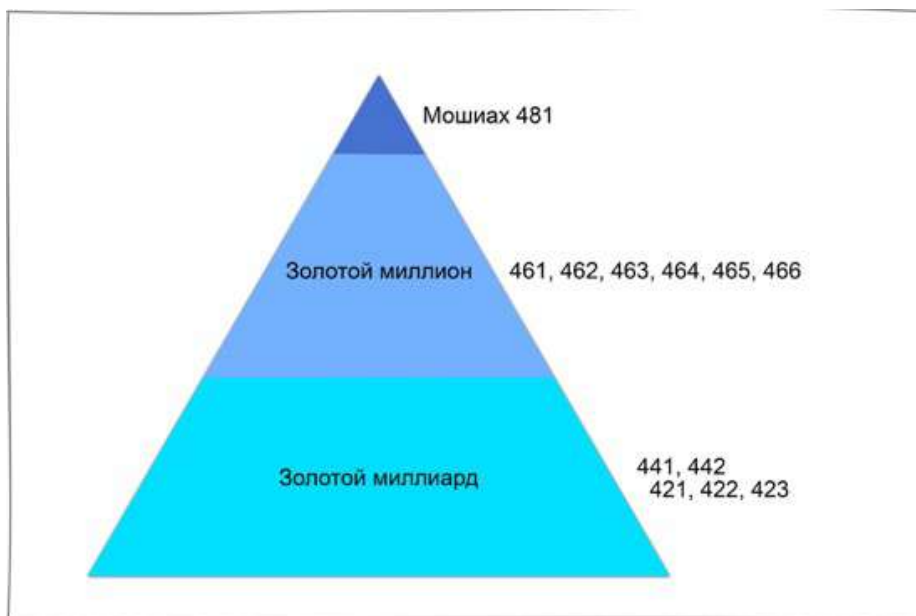 Мошиах 481
Золотой миллион
461, 462, 463, 464, 465, 466
Золотой миллиард
441, 442
421, 422, 423